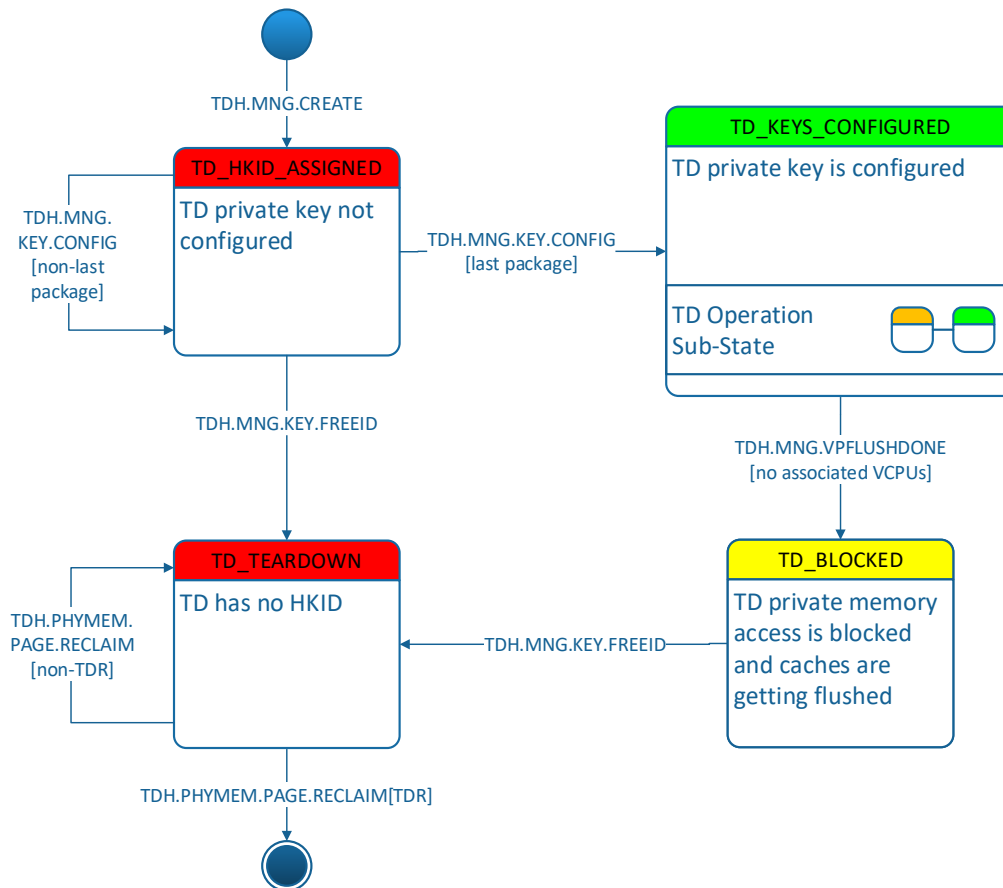 TDH.MNG.CREATE
TD_HKID_ASSIGNED
TD private key not
configured
TDH.MNG.
KEY.CONFIG
[non-last
package]
TDH.MNG.KEY.CONFIG
[last package]
TD_KEYS_CONFIGURED
TD private key is configured
TD Operation
Sub-State
TDH.MNG.KEY.FREEID
TDH.MNG.VPFLUSHDONE
[no associated VCPUs]
TD_TEARDOWN
TD has no HKID
TDH.PHYMEM.
PAGE.RECLAIM
[non-TDR]
TDH.MNG.KEY.FREEID
TD_BLOCKED
TD private memory
access is blocked
and caches are
getting flushed
TDH.PHYMEM.PAGE.RECLAIM[TDR]